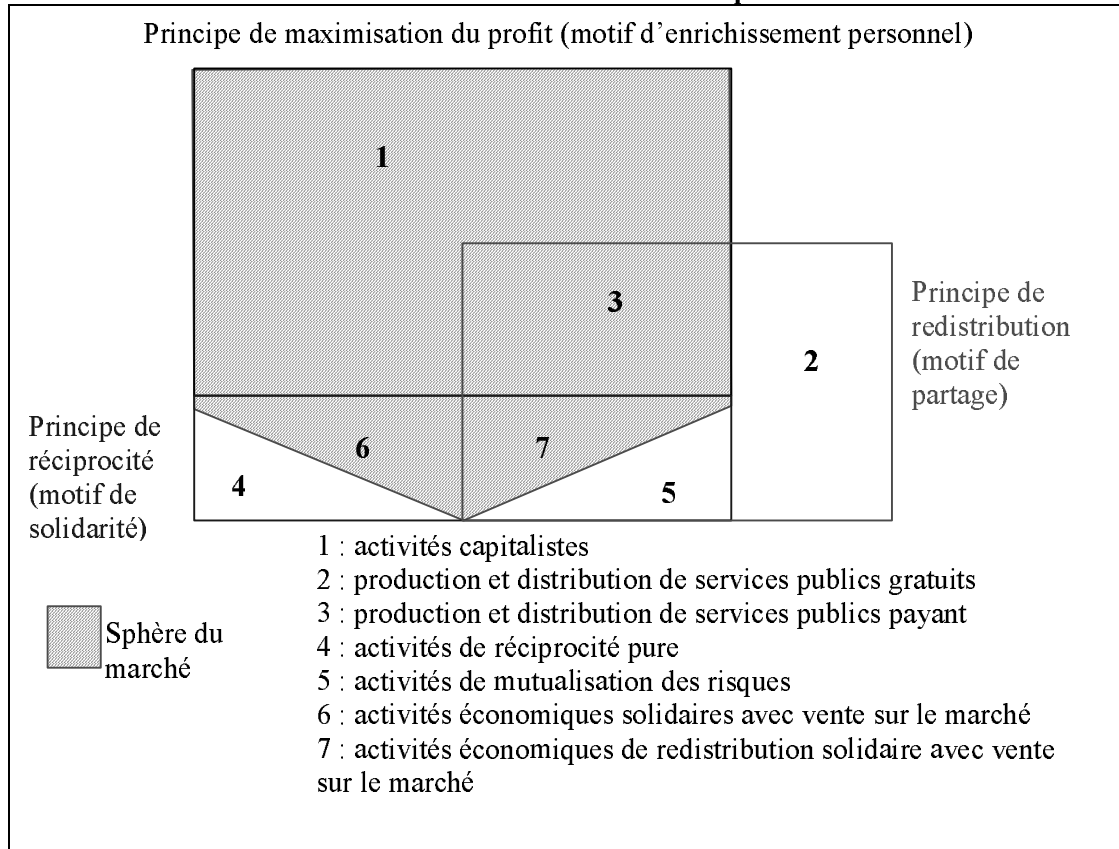 Principe de maximisation du profit (motif d'enrichissement personnel)
1
3
2
Principe de
redistribution
(motif de
partage)
Principe de
réciprocité
(motif de
solidarité)
6
7
4
5
Sphère du
marché
1 : activités capitalistes
2 : production et distribution de services publics gratuits
3 : production et distribution de services publics payant
4 : activités de réciprocité pure
5 : activités de mutualisation des risques
6 : activités économiques solidaires avec vente sur le marché
7 : activités économiques de redistribution solidaire avec vente
sur le marché